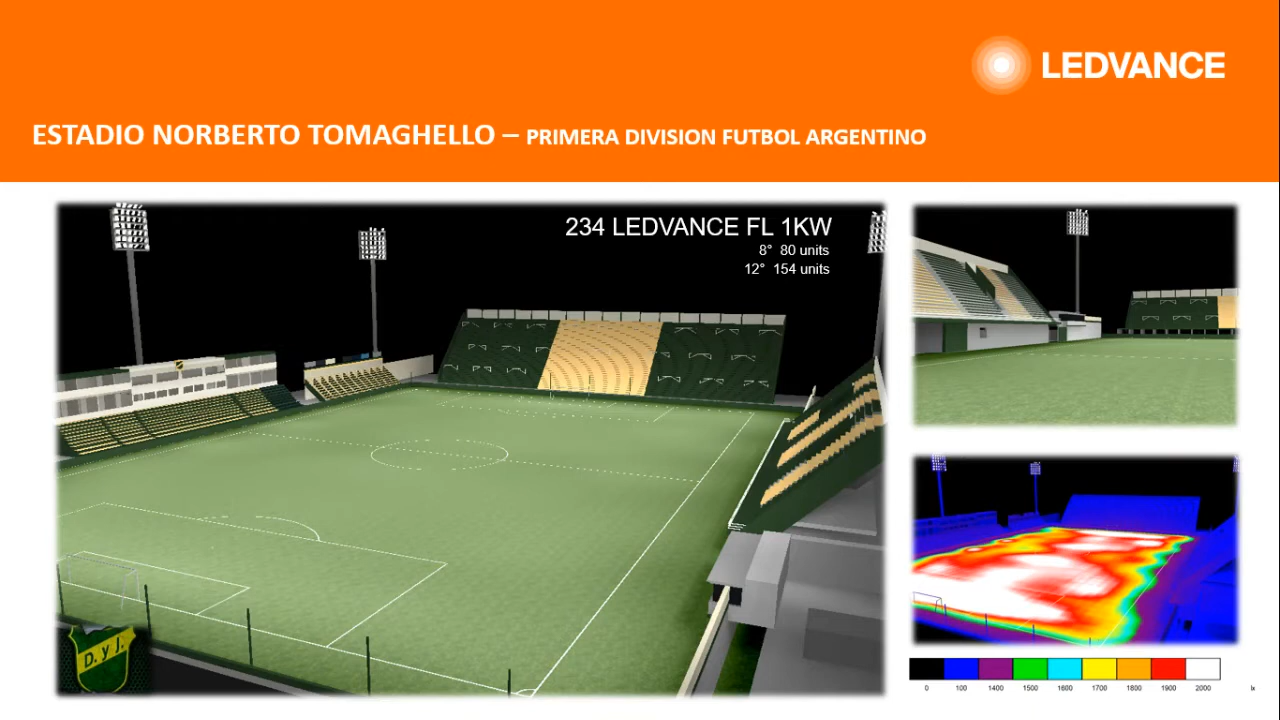 LEDVANCE
ESTADIO NORBERTO TOMAGHELLO – PRIMERA DIVISION FUTBOL ARGENTINO
234 LEDVANCE FL 1KW
8° 80 units
12° 154 units
D. y J.
0 100 1400 1500 1600 1700 1800 1900 2000 lx